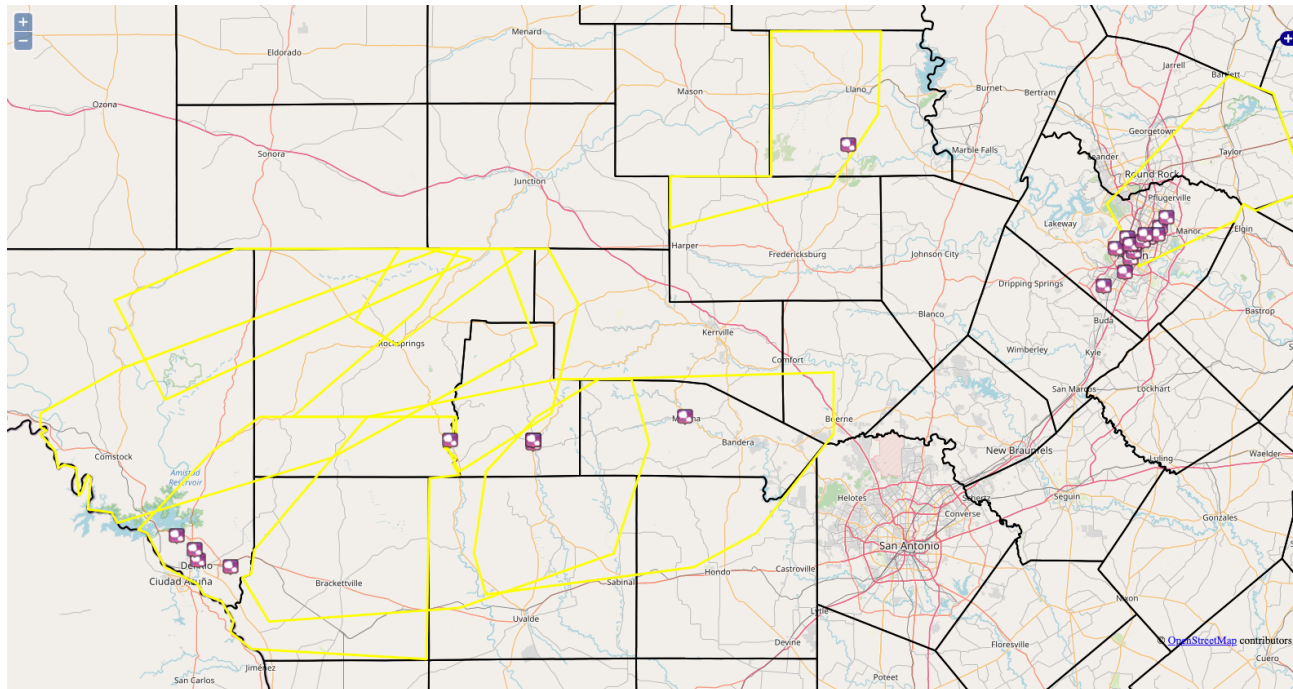 +
−
Menard
Eldorado
Ozona
Mason
Llano
Burnet
Bertram
Jarrell
Bartlett
Georgetown
Taylor
Leander
Round Rock
Pflugerville
Marble Falls
Sonora
Junction
Lakeway
Manor
Elgin
Harper
Fredericksburg
Johnson City
Dripping Springs
Buda
Bastrop
Blanco
Rocksprings
Kerrville
Comfort
Wimberley
Kyle
San Marcos
Lockhart
Boerne
Bandera
Comstock
Amistad
Reservoir
New Braunfels
Luling
Waelder
Helotes
Schertz
Converse
Seguin
Gonzales
San Antonio
Ciudad Acuña
Brackettville
Sabinal
Hondo
Castroville
Uvalde
Lytle
Nixon
Devine
Floresville
Jiménez
San Carlos
Poteet
Cuero
© OpenStreetMap contributors
+